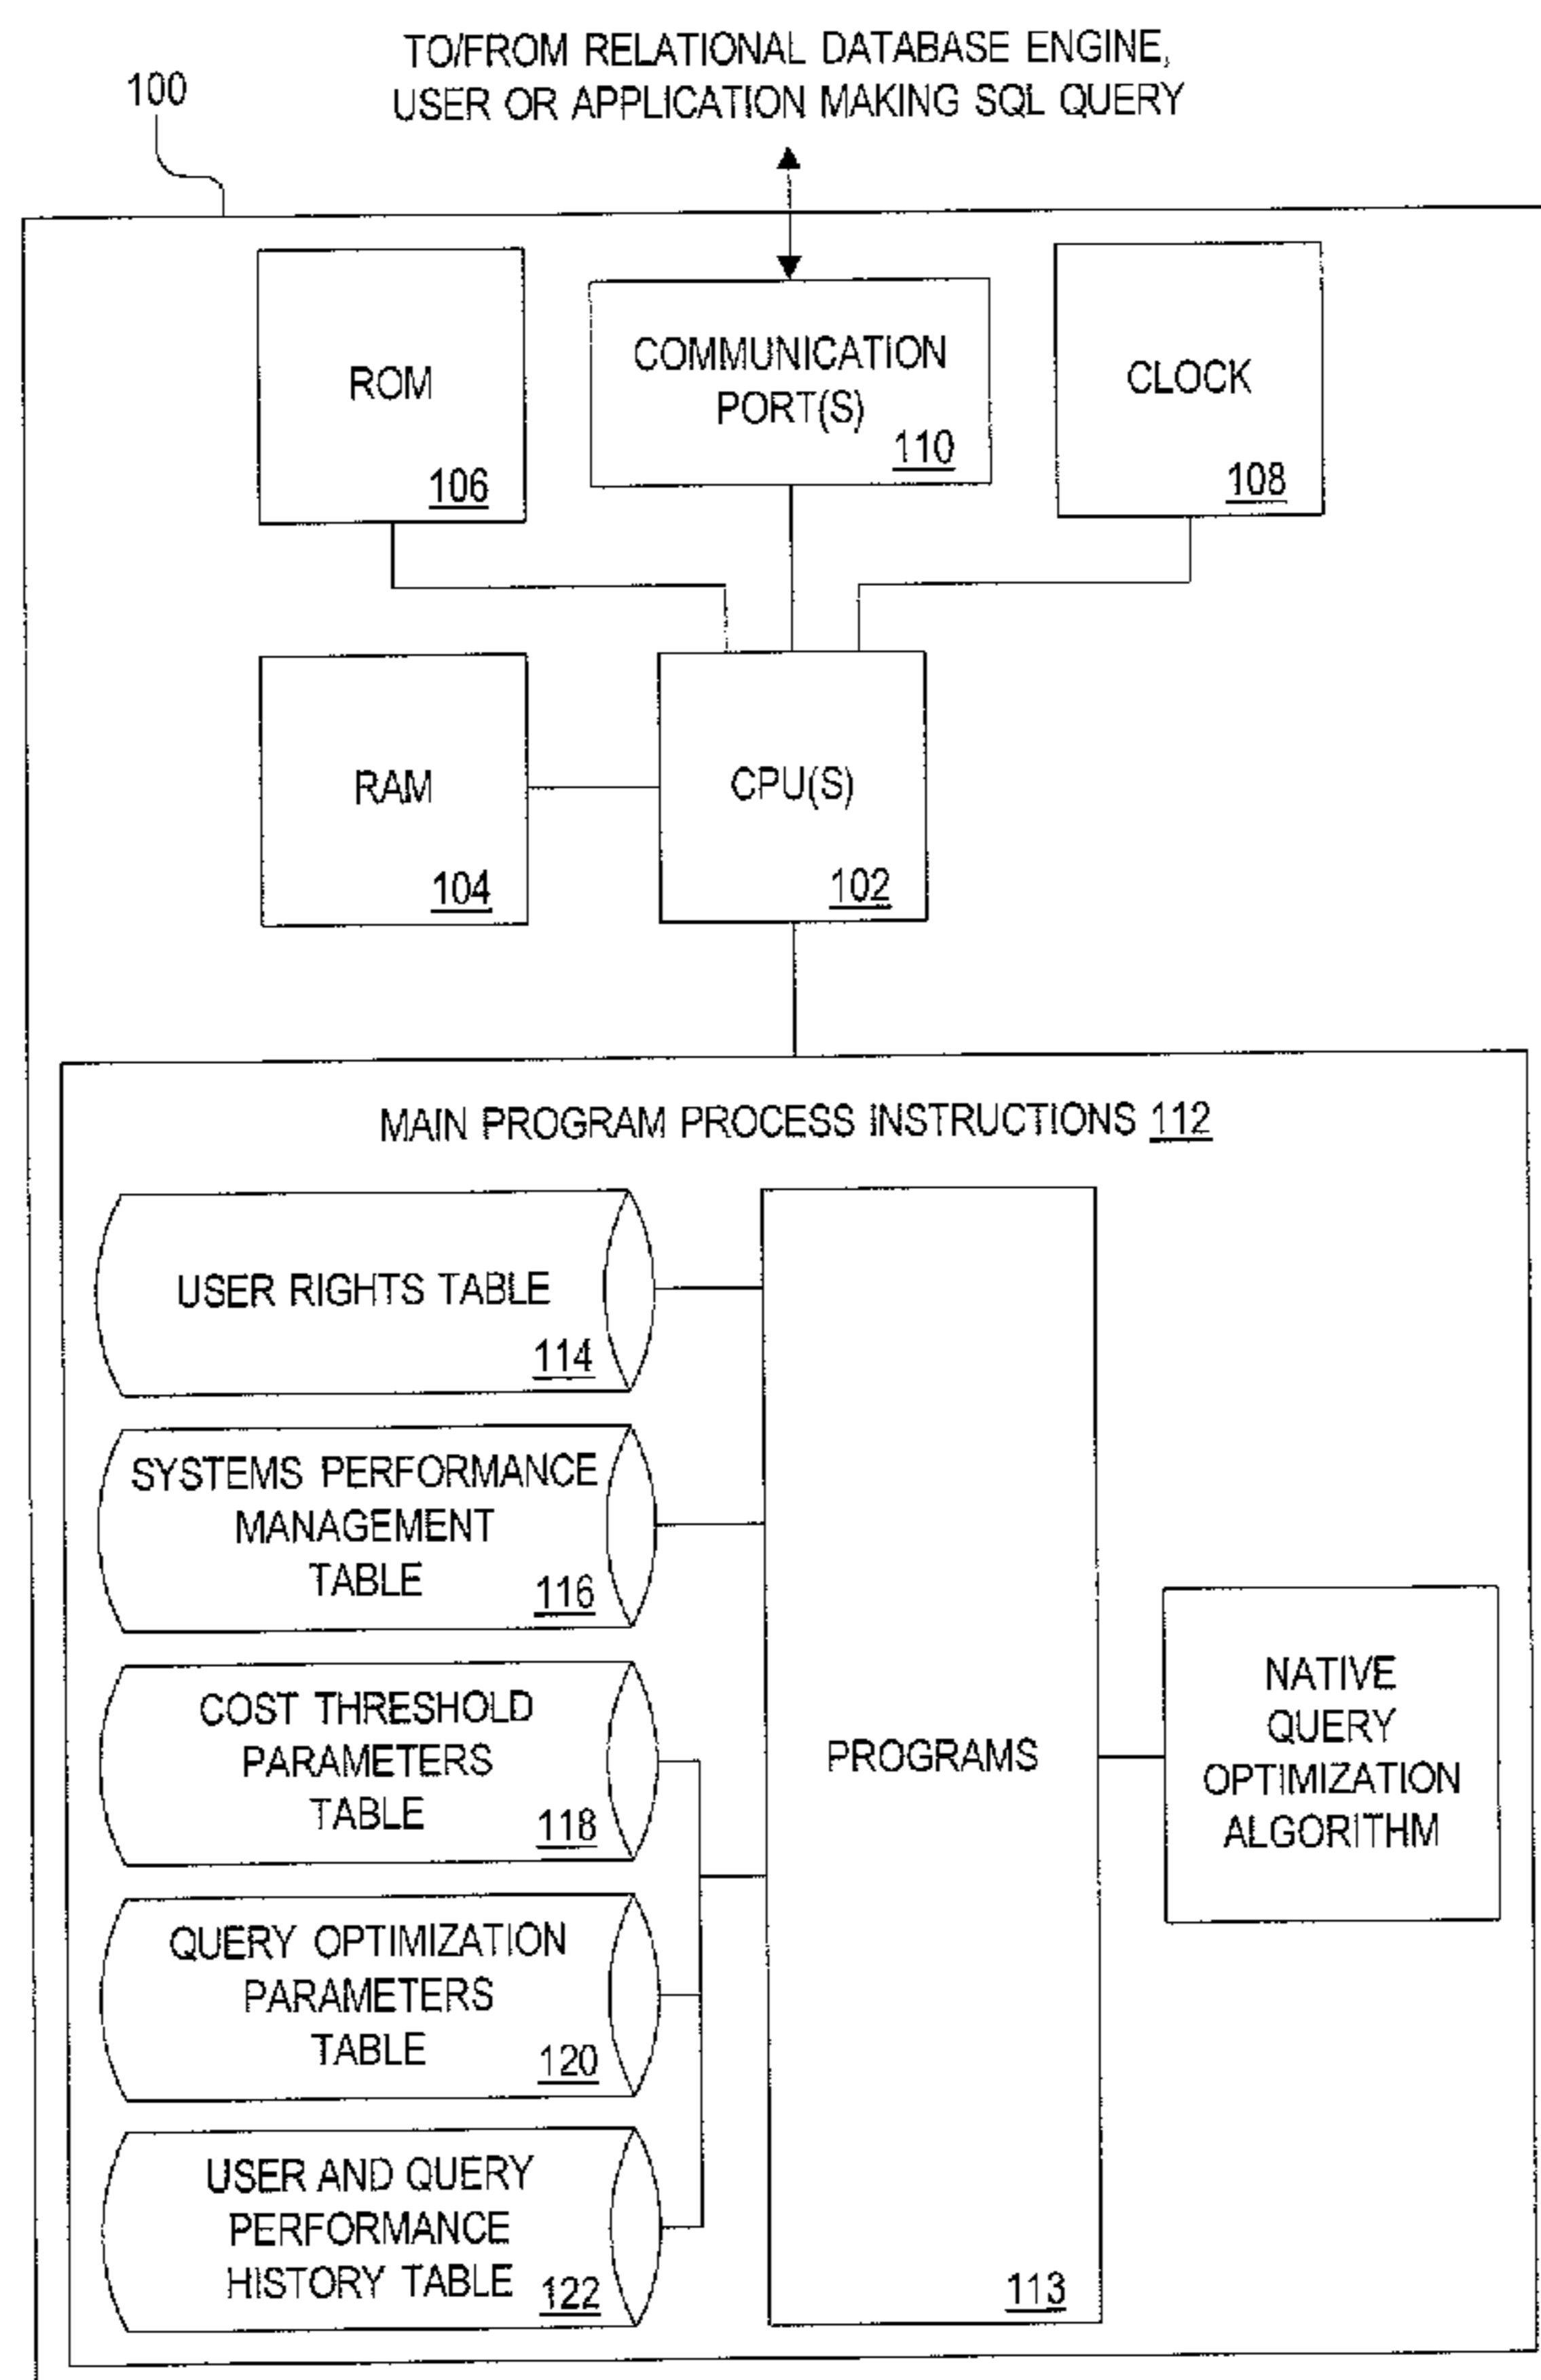 TO/FROM RELATIONAL DATABASE ENGINE,
USER OR APPLICATION MAKING SQL QUERY
100
ROM
106
COMMUNICATION
PORT(S)
110
CLOCK
108
RAM
104
CPU(S)
102
MAIN PROGRAM PROCESS INSTRUCTIONS 112
USER RIGHTS TABLE
114
SYSTEMS PERFORMANCE
MANAGEMENT
TABLE
116
COST THRESHOLD
PARAMETERS
TABLE
118
QUERY OPTIMIZATION
PARAMETERS
TABLE
120
USER AND QUERY
PERFORMANCE
HISTORY TABLE
122
PROGRAMS
113
NATIVE
QUERY
OPTIMIZATION
ALGORITHM